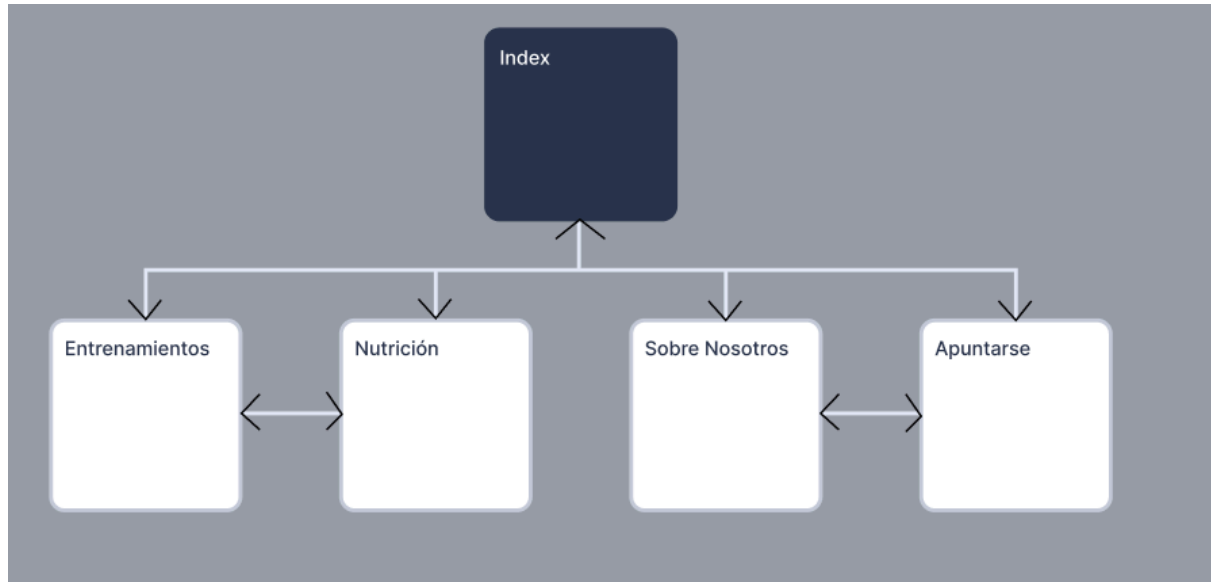 Index
Entrenamientos
Nutrición
Sobre Nosotros
Apuntarse